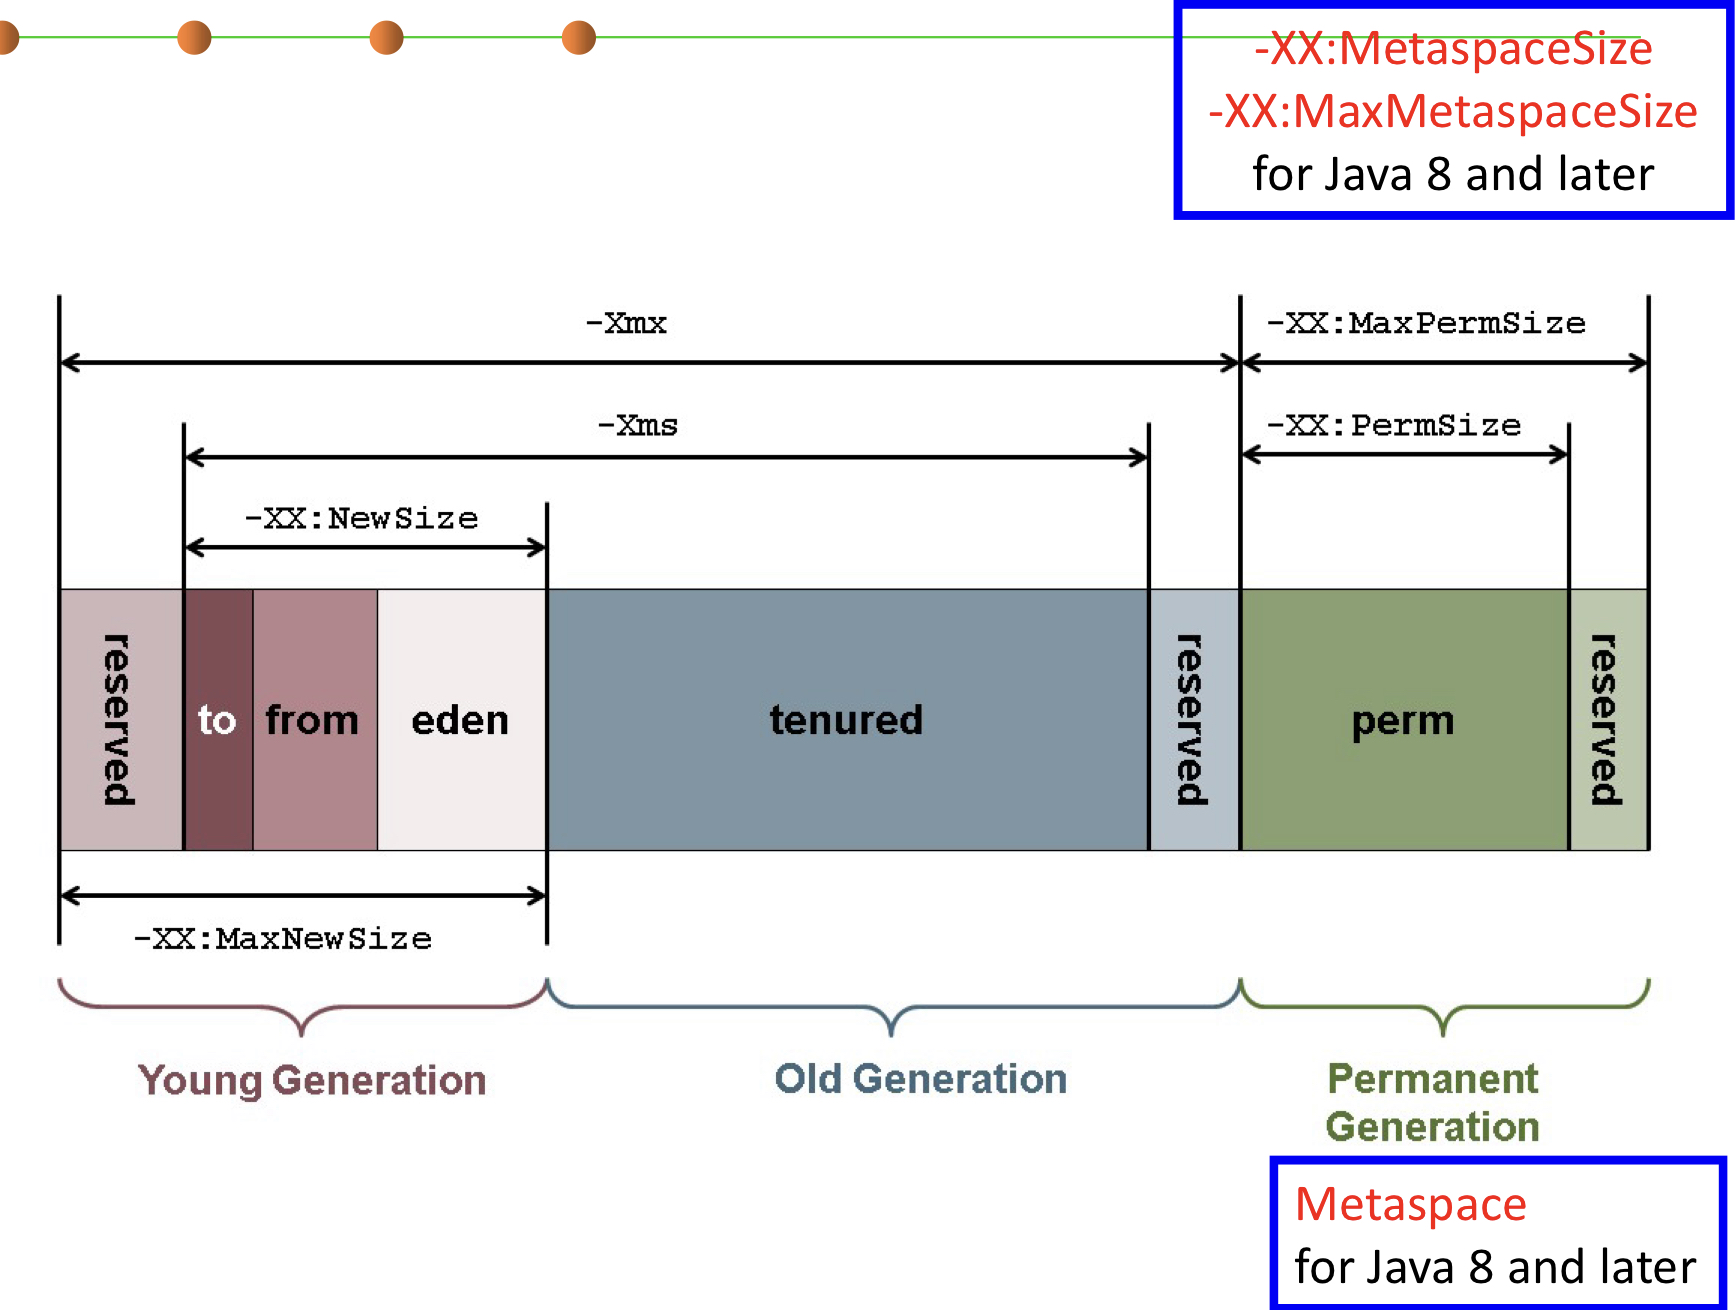 -XX:MetaspaceSize
-XX:MaxMetaspaceSize
for Java 8 and later
-Xmx
-XX:MaxPermSize
-Xms
-XX:PermSize
-XX:NewSize
reserved
to
from
eden
tenured
reserved
perm
reserved
-XX:MaxNewSize
Young Generation
Old Generation
Permanent
Generation
Metaspace
for Java 8 and later